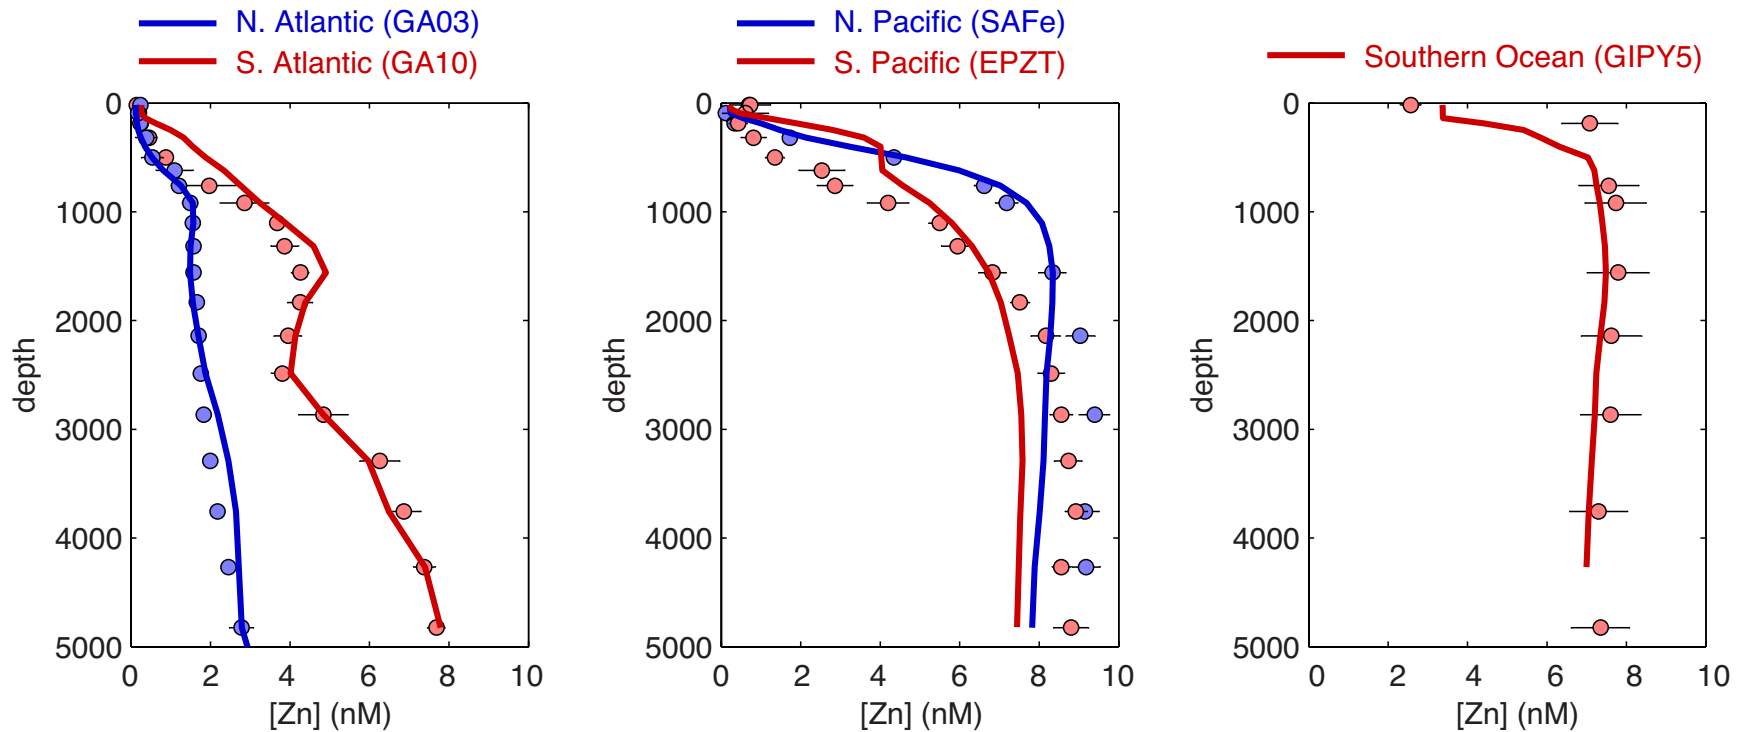 N. Atlantic (GA03)
S. Atlantic (GA10)
0
1000
2000
3000
4000
5000
depth
0 2 4 6 8 10
[Zn] (nM)
N. Pacific (SAFe)
S. Pacific (EPZT)
0
1000
2000
3000
4000
5000
depth
0 2 4 6 8 10
[Zn] (nM)
Southern Ocean (GIPY5)
0
1000
2000
3000
4000
5000
depth
0 2 4 6 8 10
[Zn] (nM)